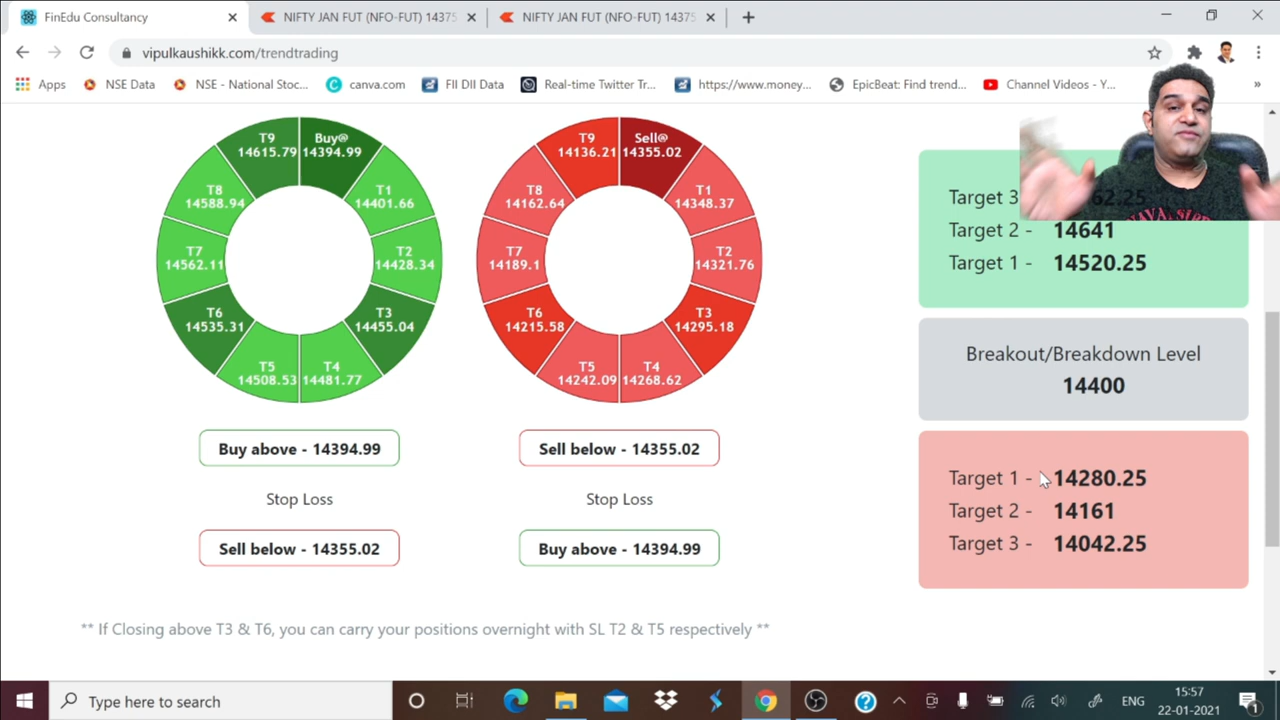 FinEdu Consultancy
NIFTY JAN FUT (NFO-FUT) 14375
NIFTY JAN FUT (NFO-FUT) 14375
vipulkaushikk.com/trendtrading
Apps
NSE Data
NSE - National Stoc...
canva.com
FII DII Data
Real-time Twitter Tr...
https://www.money...
EpicBeat: Find trend...
Channel Videos - Y...
»
T9
14615.79
Buy@
14394.99
T1
14401.66
T2
14428.34
T3
14455.04
T4
14481.77
T5
14508.53
T6
14535.31
T7
14562.11
T8
14588.94
T9
14136.21
Sell@
14355.02
T1
14348.37
T2
14321.76
T3
14295.18
T4
14268.62
T5
14242.09
T6
14215.58
T7
14189.1
T8
14162.64
Buy above - 14394.99
Stop Loss
Sell below - 14355.02
Sell below - 14355.02
Stop Loss
Buy above - 14394.99
** If Closing above T3 & T6, you can carry your positions overnight with SL T2 & T5 respectively **
Target 3
Target 2 - 14641
Target 1 - 14520.25
Breakout/Breakdown Level
14400
Target 1 - 14280.25
Target 2 - 14161
Target 3 - 14042.25
Type here to search
ENG
15:57
22-01-2021
1